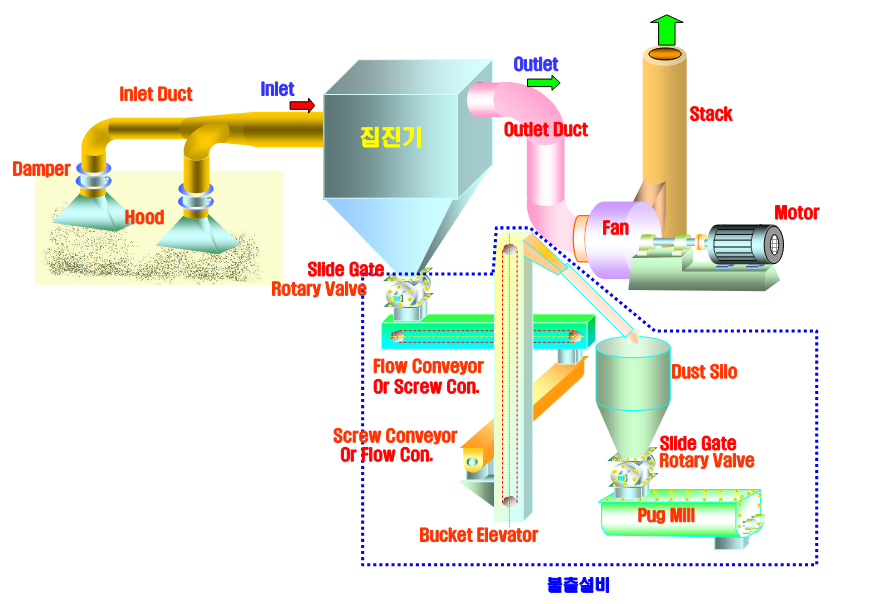 Outlet
Inlet
Inlet Duct
Stack
Outlet Duct
집진기
Damper
Hood
Fan
Motor
Slide Gate
Rotary Valve
Flow Conveyor
Or Screw Con.
Dust Silo
Screw Conveyor
Or Flow Con.
Slide Gate
Rotary Valve
Pug Mill
Bucket Elevator
불출설비